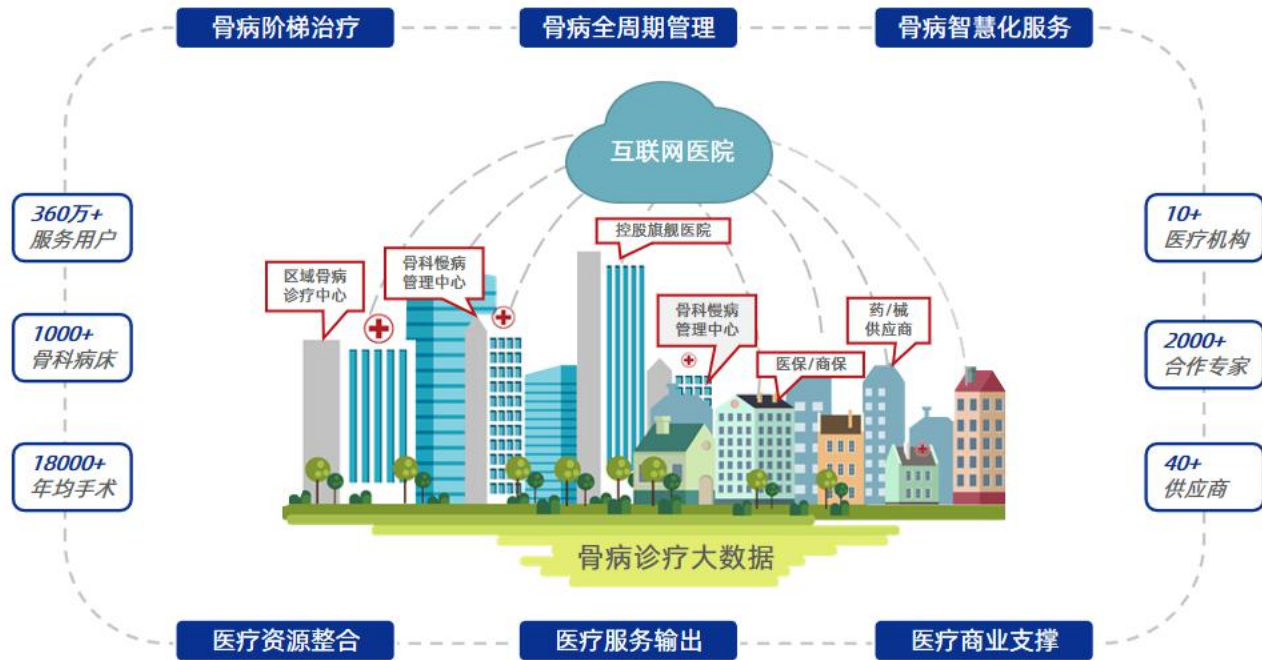 骨病阶梯治疗
骨病全周期管理
骨病智慧化服务
互联网医院
360万+
服务用户
1000+
骨科病床
18000+
年均手术
区域骨病
诊疗中心
骨科慢病
管理中心
控股旗舰医院
骨科慢病
管理中心
医保/商保
药/械
供应商
10+
医疗机构
2000+
合作专家
40+
供应商
骨病诊疗大数据
医疗资源整合
医疗服务输出
医疗商业支撑